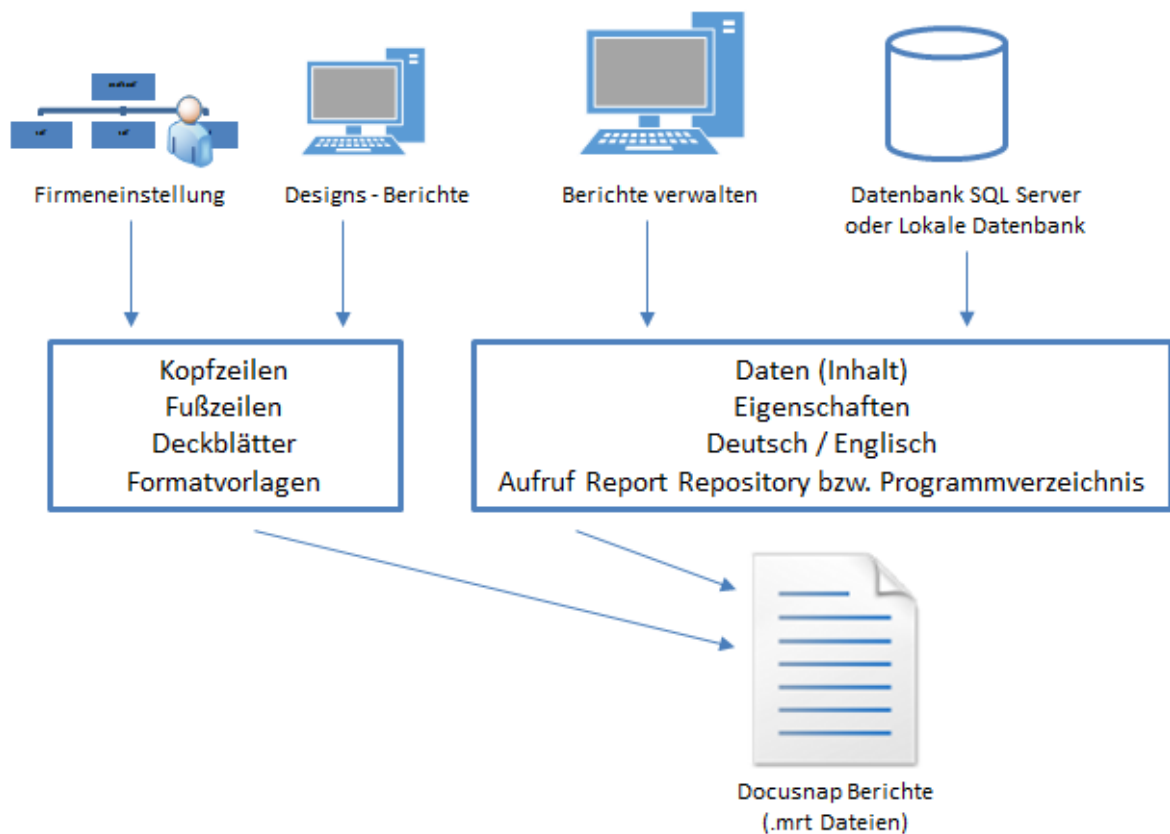 Firmeneinstellung
Designs - Berichte
Berichte verwalten
Datenbank SQL Server
oder Lokale Datenbank
Kopfzeilen
Fußzeilen
Deckblätter
Formatvorlagen
Daten (Inhalt)
Eigenschaften
Deutsch / Englisch
Aufruf Report Repository bzw. Programmverzeichnis
Docusnap Berichte
(.mrt Dateien)